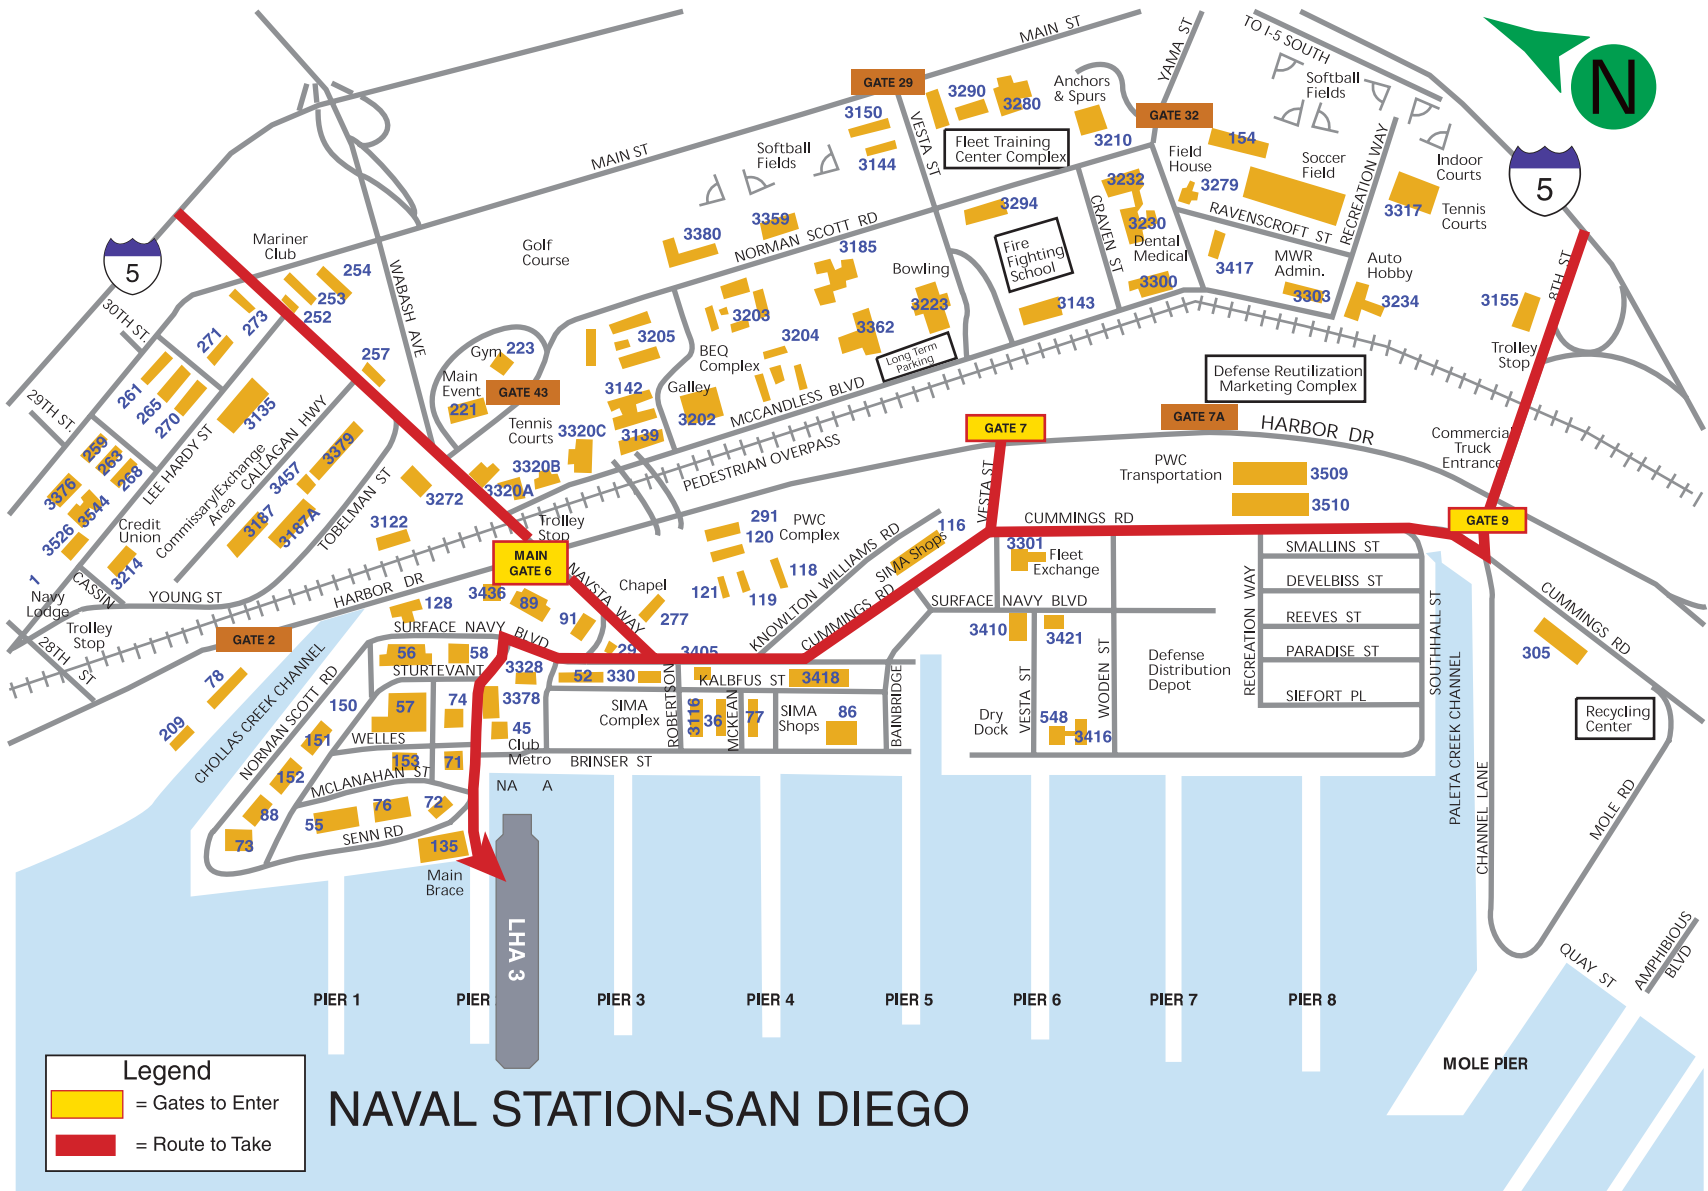 MAIN ST
YAMA ST
TO I-5 SOUTH
Softball
Fields
N
GATE 29
3290
3280
Anchors
& Spurs
3150
3144
VESTA ST
Fleet Training
Center Complex
3210
GATE 32
154
Field
House
3279
Soccer
Field
RECREATION WAY
Indoor
Courts
3317
Tennis
Courts
5
MAIN ST
Softball
Fields
3232
CRAVEN ST
3230
Dental
Medical
3300
RAVENSCROFT ST
3417
MWR
Admin.
3303
Auto
Hobby
3234
3155
8TH ST
Trolley
Stop
3294
Fire
Fighting
School
3143
3359
3380
NORMAN SCOTT RD
3185
Bowling
3223
Golf
Course
Mariner
Club
254
253
252
273
271
5
30TH ST.
29TH ST.
WABASH AVE
257
261
265
270
3135
259
263
268
3376
3544
3526
LEE HARDY ST
Commissary/Exchange
Area
CALLAGAN HWY
3379
3457
3187
3187A
TOBELMAN ST
Credit
Union
3214
1
Navy
Lodge
CASSIN
YOUNG ST
Trolley
Stop
28TH ST
Gym
223
Main
Event
221
GATE 43
Tennis
Courts
3320C
3320B
3320A
3272
3122
3205
3142
3139
3203
3204
3362
BEQ
Complex
Galley
3202
Long Term
Parking
MCCANDLESS BLVD
PEDESTRIAN OVERPASS
Defense Reutilization
Marketing Complex
GATE 7
GATE 7A
HARBOR DR
Commercia
Truck
Entrance
PWC
Transportation
3509
3510
GATE 9
VESTA ST
CUMMINGS RD
Trolley
Stop
MAIN
GATE 6
HARBOR DR
GATE 2
291
120
PWC
Complex
118
119
121
Chapel
277
NAVSTA WAY
KNOWLTON WILLIAMS RD
116
SIMA Shops
CUMMINGS RD
3301
Fleet
Exchange
SURFACE NAVY BLVD
3410
3421
SMALLINS ST
DEVELBISS ST
REEVES ST
PARADISE ST
SIEFORT PL
RECREATION WAY
SOUTHHALL ST
PALETA CREEK CHANNEL
CUMMINGS RD
305
Recycling
Center
MOLE RD
CHANNEL LANE
QUAY ST
AMPHIBIOUS
BLVD
3436
89
91
29
128
SURFACE NAVY BLVD
56
58
STURTEVANT
3328
52
330
3405
KALBFUS ST
3418
BAINBRIDGE
ROBERTSON
SIMA
Complex
3116
36
MCKEAN
77
SIMA
Shops
86
Dry
Dock
VESTA ST
WODEN ST
548
3416
Defense
Distribution
Depot
78
209
CHOLLAS CREEK CHANNEL
NORMAN SCOTT RD
150
151
152
88
73
57
74
3378
45
Club
Metro
WELLES
153
71
MCLANAHAN ST
76
72
55
SENN RD
135
Main
Brace
BRINSER ST
NA A
LHA 3
PIER 1
PIER
PIER 3
PIER 4
PIER 5
PIER 6
PIER 7
PIER 8
MOLE PIER
Legend
= Gates to Enter
= Route to Take
NAVAL STATION-SAN DIEGO